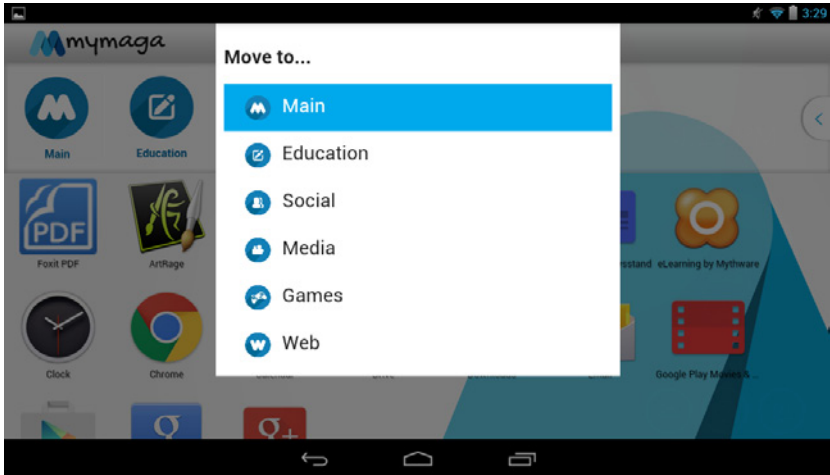 3:29
mymaga
Move to...
Main
Education
Social
Media
Games
Web
Main
Education
PDF
Foxit PDF
ArtRage
eLearning by Mythware
Clock
Chrome
Google Play Movies & ...
g+